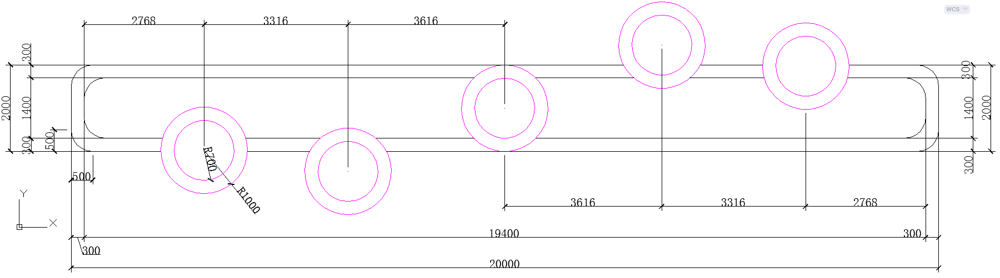 WCS
2768 3316 3616
300 300
2000 1400 1400 2000
500 300 300
R700
500
R1000
Y
3616 3316 2768
X
19400 300
300
20000